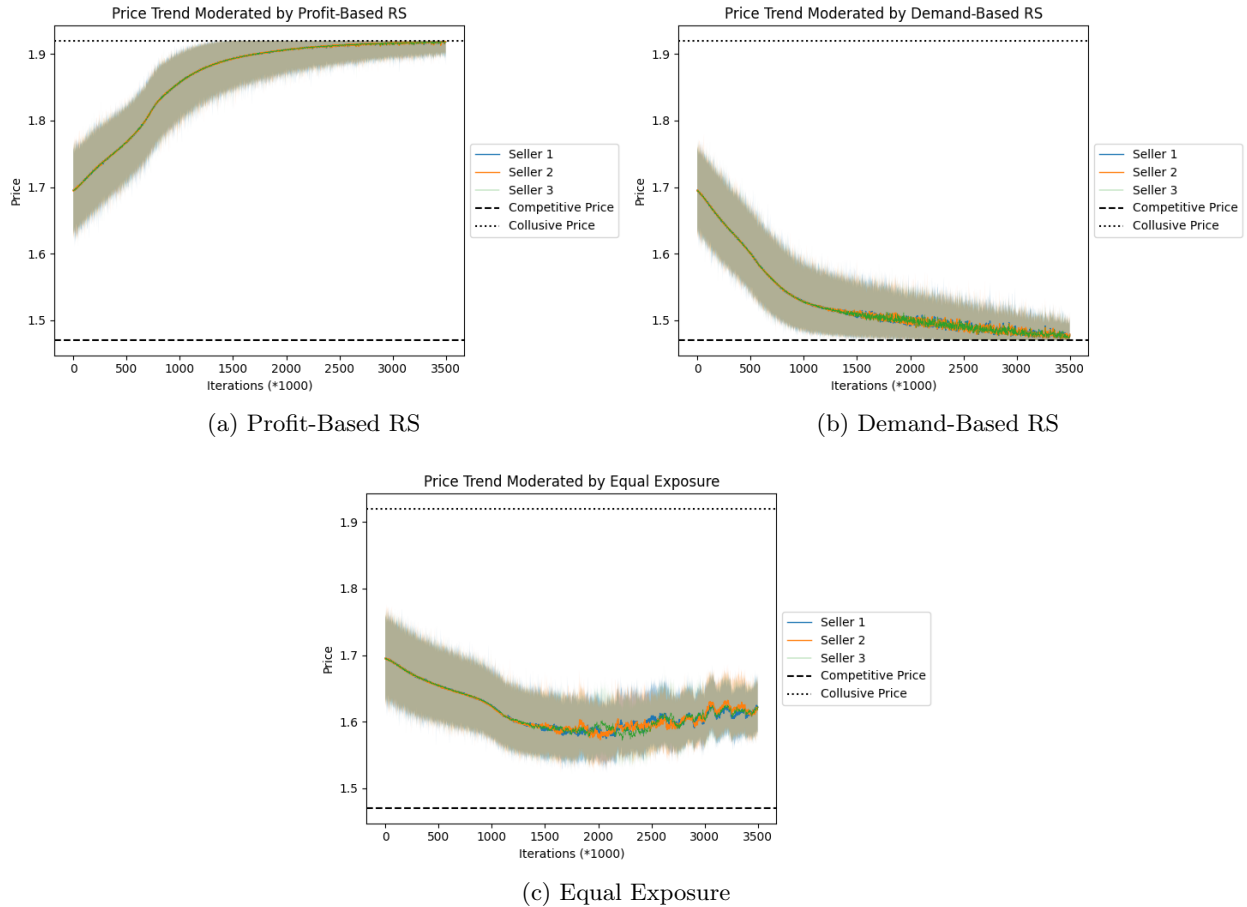 Price Trend Moderated by Profit-Based RS
Price
1.9
1.8
1.7
1.6
1.5
0 500 1000 1500 2000 2500 3000 3500
Iterations (*1000)
Seller 1
Seller 2
Seller 3
Competitive Price
Collusive Price
(a) Profit-Based RS
Price Trend Moderated by Demand-Based RS
Price
1.9
1.8
1.7
1.6
1.5
0 500 1000 1500 2000 2500 3000 3500
Iterations (*1000)
Seller 1
Seller 2
Seller 3
Competitive Price
Collusive Price
(b) Demand-Based RS
Price Trend Moderated by Equal Exposure
Price
1.9
1.8
1.7
1.6
1.5
0 500 1000 1500 2000 2500 3000 3500
Iterations (*1000)
Seller 1
Seller 2
Seller 3
Competitive Price
Collusive Price
(c) Equal Exposure